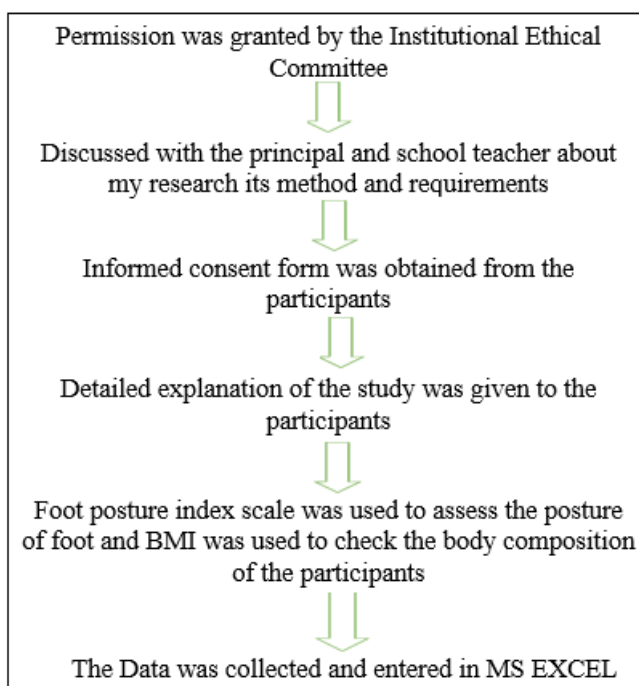 Permission was granted by the Institutional Ethical
Committee
Discussed with the principal and school teacher about
my research its method and requirements
Informed consent form was obtained from the
participants
Detailed explanation of the study was given to the
participants
Foot posture index scale was used to assess the posture
of foot and BMI was used to check the body composition
of the participants
The Data was collected and entered in MS EXCEL